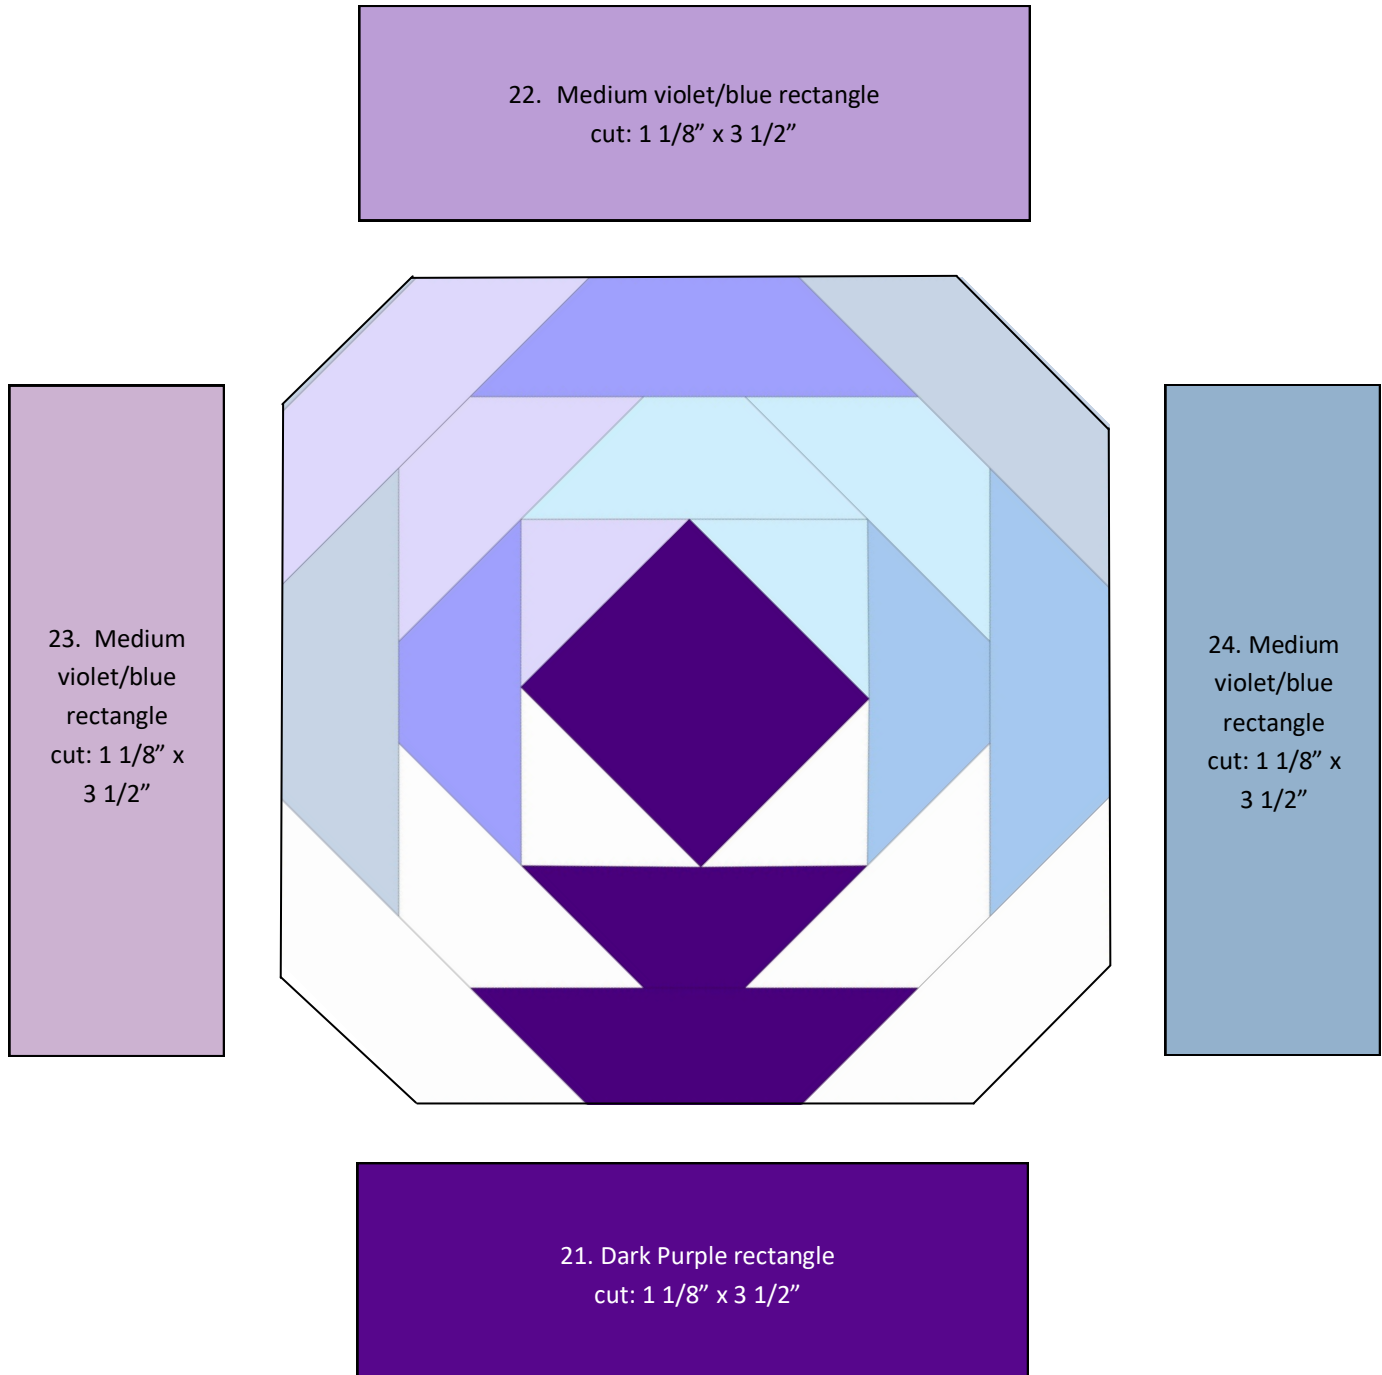 22. Medium violet/blue rectangle
cut: 1 1/8” x 3 1/2”
23. Medium
violet/blue
rectangle
cut: 1 1/8” x
3 1/2”
24. Medium
violet/blue
rectangle
cut: 1 1/8” x
3 1/2”
21. Dark Purple rectangle
cut: 1 1/8” x 3 1/2”